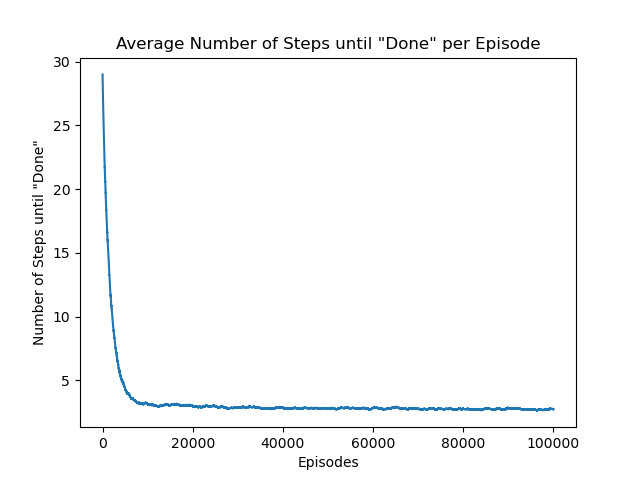 Average Number of Steps until "Done" per Episode
Number of Steps until "Done"
30
25
20
15
10
5
0 20000 40000 60000 80000 100000
Episodes